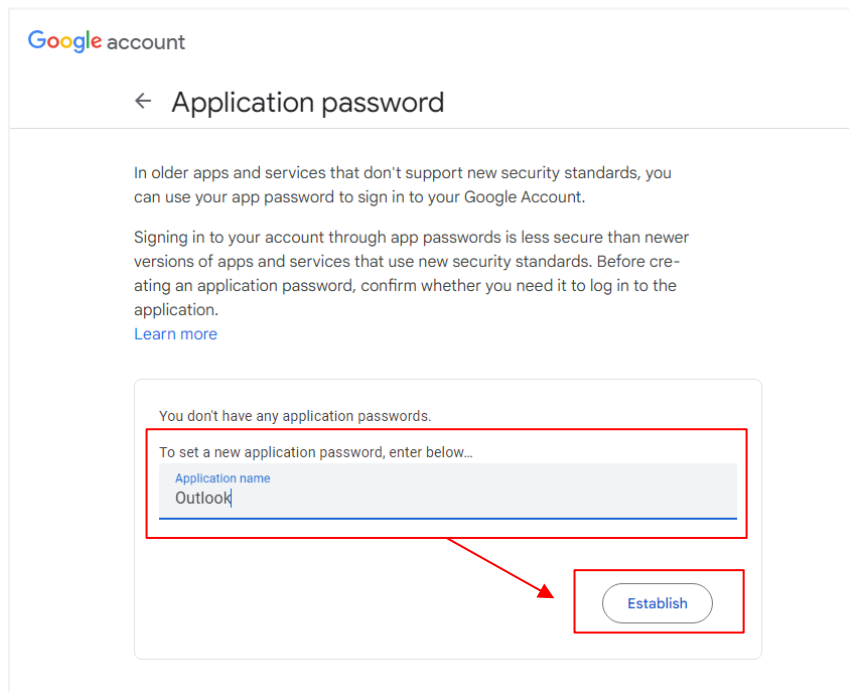 Google account
← Application password
In older apps and services that don't support new security standards, you
can use your app password to sign in to your Google Account.
Signing in to your account through app passwords is less secure than newer
versions of apps and services that use new security standards. Before cre-
ating an application password, confirm whether you need it to log in to the
application.
Learn more
You don't have any application passwords.
To set a new application password, enter below...
Application name
Outlook
Establish